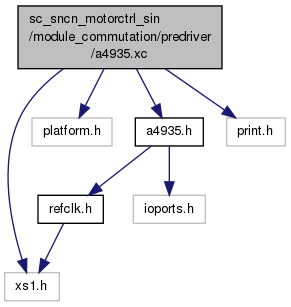 sc_sncn_motorctrl_sin
/module_commutation/predriver
/a4935.xc
platform.h
a4935.h
print.h
refclk.h
ioports.h
xs1.h